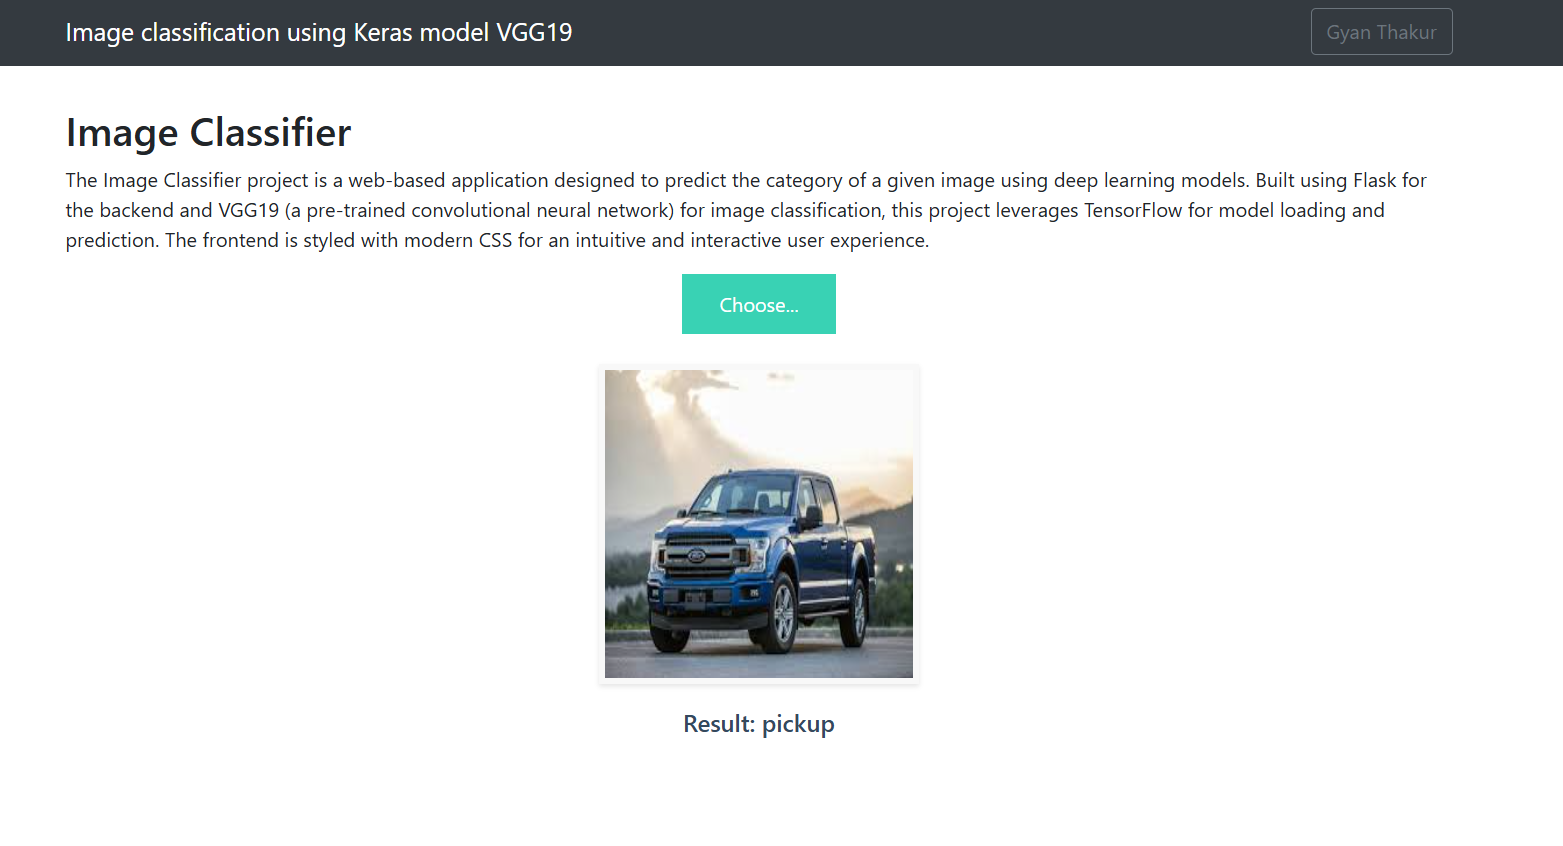 Image classification using Keras model VGG19
Gyan Thakur
Image Classifier
The Image Classifier project is a web-based application designed to predict the category of a given image using deep learning models. Built using Flask for
the backend and VGG19 (a pre-trained convolutional neural network) for image classification, this project leverages TensorFlow for model loading and
prediction. The frontend is styled with modern CSS for an intuitive and interactive user experience.
Choose...
Result: pickup